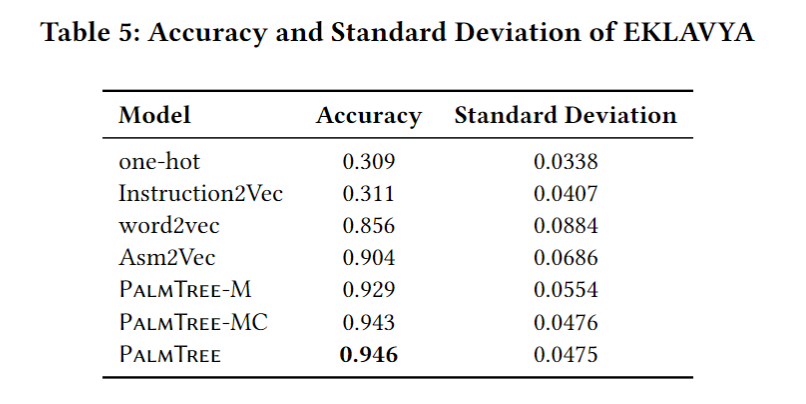 Table 5: Accuracy and Standard Deviation of EKLAVYA
Model Accuracy Standard Deviation
one-hot 0.309 0.0338
Instruction2Vec 0.311 0.0407
word2vec 0.856 0.0884
Asm2Vec 0.904 0.0686
PALMTREE-M 0.929 0.0554
PALMTREE-MC 0.943 0.0476
PALMTREE 0.946 0.0475